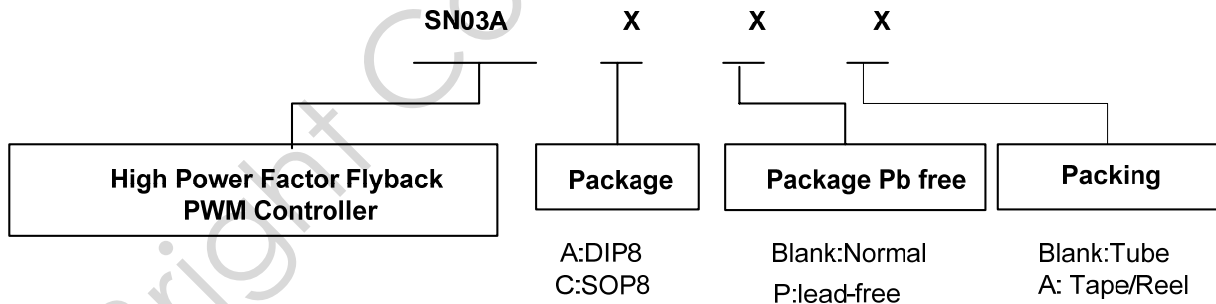 SN03A X X X
High Power Factor Flyback
PWM Controller
Package
Package Pb free
Packing
A:DIP8
C:SOP8
Blank:Normal
P:lead-free
Blank:Tube
A: Tape/Reel